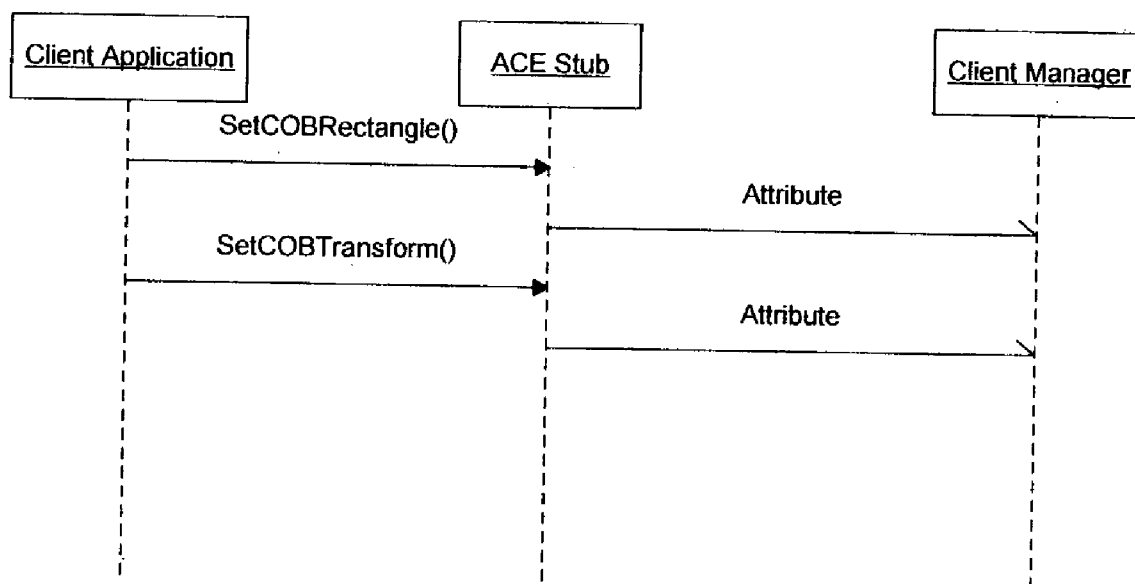 Client Application
ACE Stub
Client Manager
SetCOBRectangle()
Attribute
SetCOBTransform()
Attribute